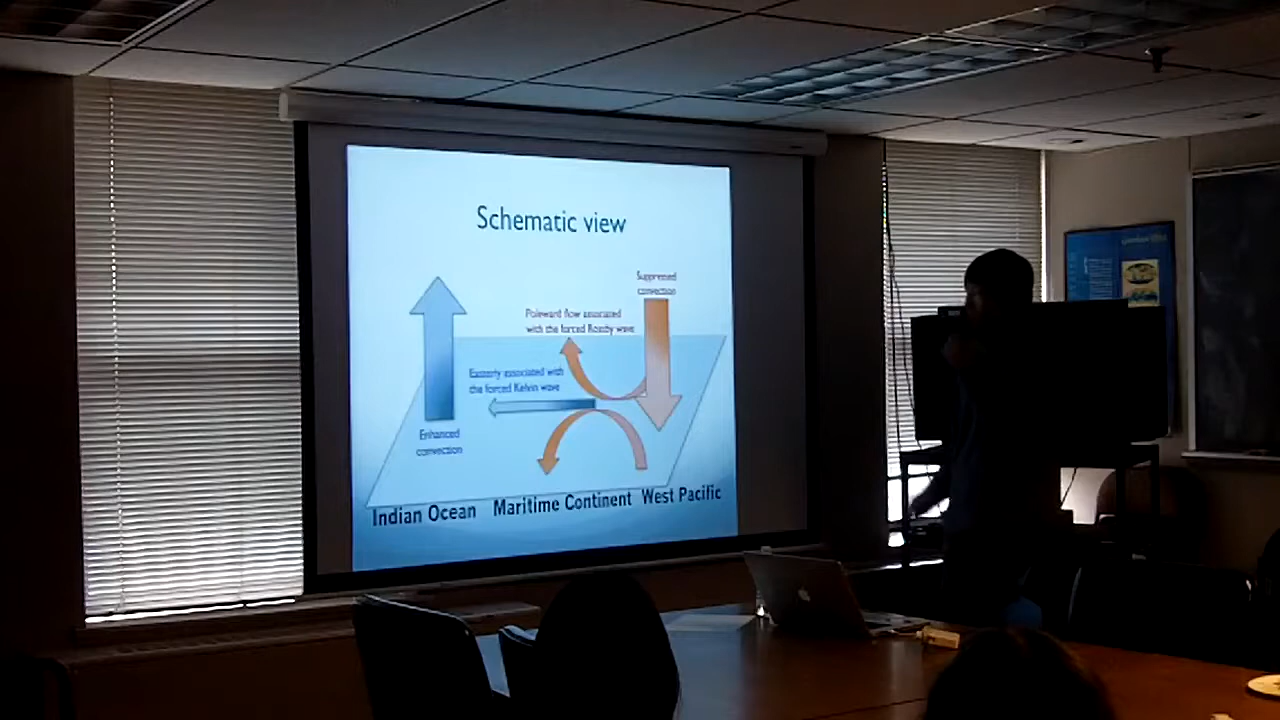 Schematic view
Suppressed
convection
Poleward flow associated
with the forced Rossby wave
Easterly associated with
the forced Kelvin wave
Enhanced
convection
Indian Ocean Maritime Continent West Pacific